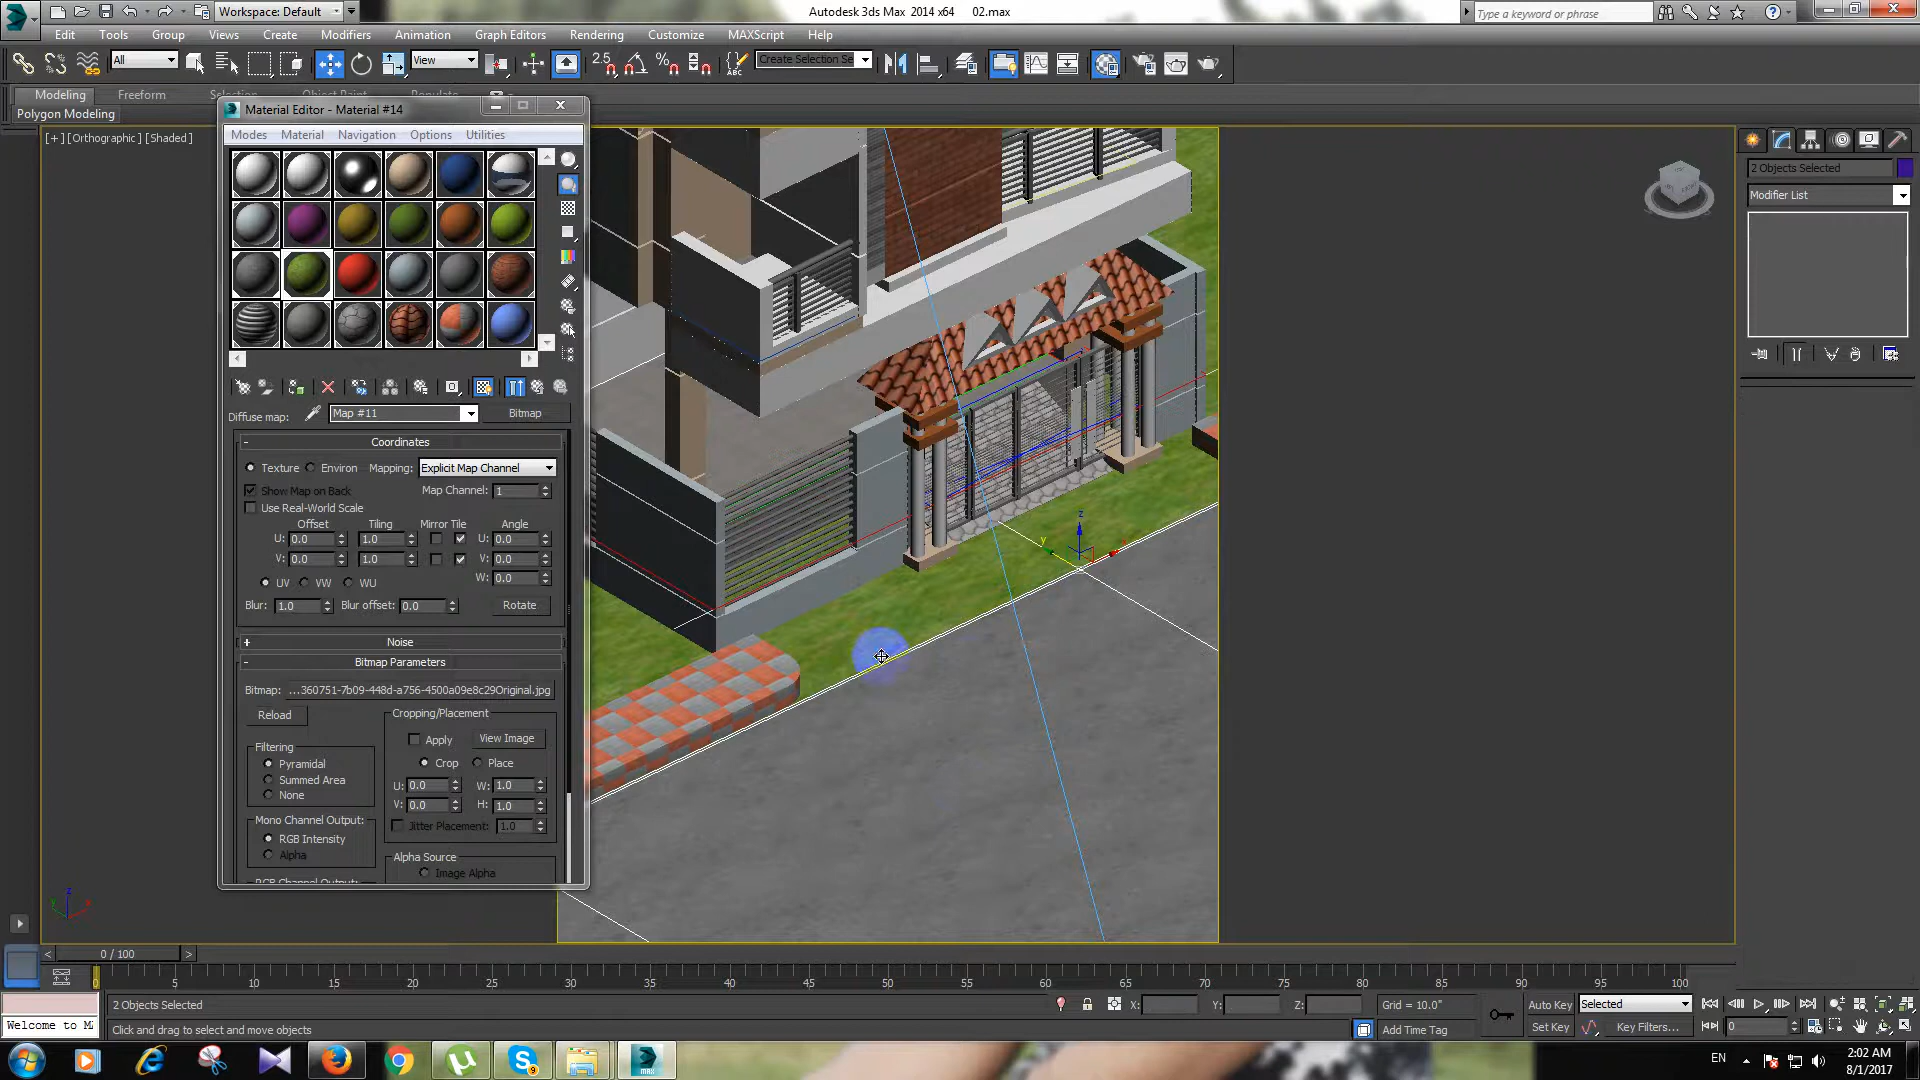 Workspace: Default
Autodesk 3ds Max 2014 x64 02.max
Type a keyword or phrase
Edit Tools Group Views Create Modifiers Animation Graph Editors Rendering Customize MAXScript Help
All
View
2.5
Create Selection Se
Modeling Freeform
Polygon Modeling
Material Editor - Material #14
[+] [Orthographic] [Shaded]
Modes Material Navigation Options Utilities
2 Objects Selected
Modifier List
Diffuse map: Map #11 Bitmap
- Coordinates
Texture Environ Mapping: Explicit Map Channel
Show Map on Back Map Channel: 1
Use Real-World Scale
Offset Tiling Mirror Tile Angle
U: 0.0 1.0 U: 0.0
V: 0.0 1.0 V: 0.0
W: 0.0
UV VW WU
Blur: 1.0 Blur offset: 0.0 Rotate
+ Noise
- Bitmap Parameters
Bitmap: ...360751-7b09-448d-a756-4500a09e8c29Original.jpg
Reload
Cropping/Placement
Apply View Image
Crop Place
U: 0.0 W: 1.0
V: 0.0 H: 1.0
Jitter Placement: 1.0
Filtering
Pyramidal
Summed Area
None
Mono Channel Output:
RGB Intensity
Alpha
Alpha Source
Image Alpha
z
y
x
0 / 100
0 5 10 15 20 25 30 35 40 45 50 55 60 65 70 75 80 85 90 95 100
2 Objects Selected
X: Y: Z: Grid = 10.0"
Auto Key Selected
Welcome to M
Click and drag to select and move objects
Add Time Tag
Set Key Key Filters...
0
EN
2:02 AM
8/1/2017